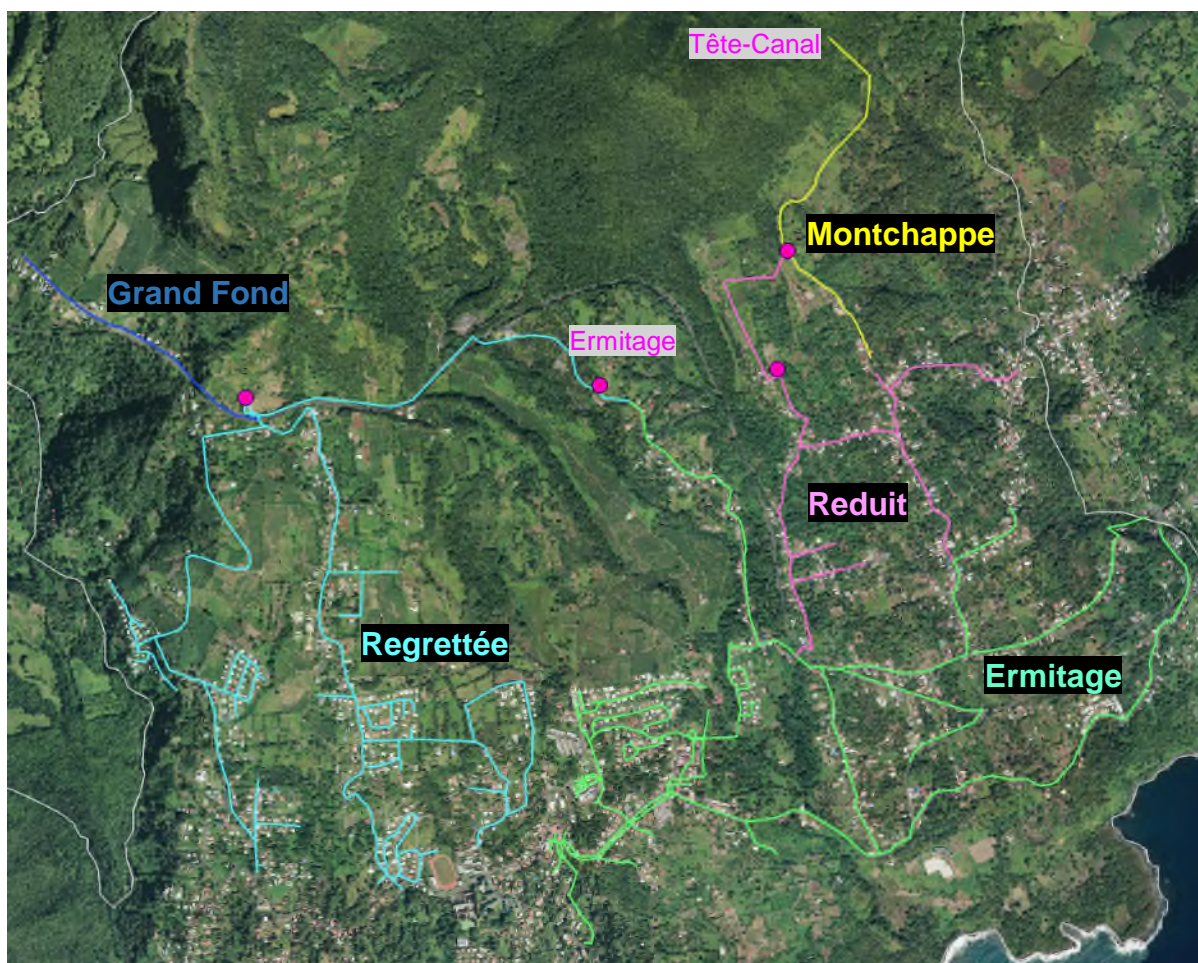 Tête-Canal
Montchappe
Grand Fond
Ermitage
Reduit
Regrettée
Ermitage